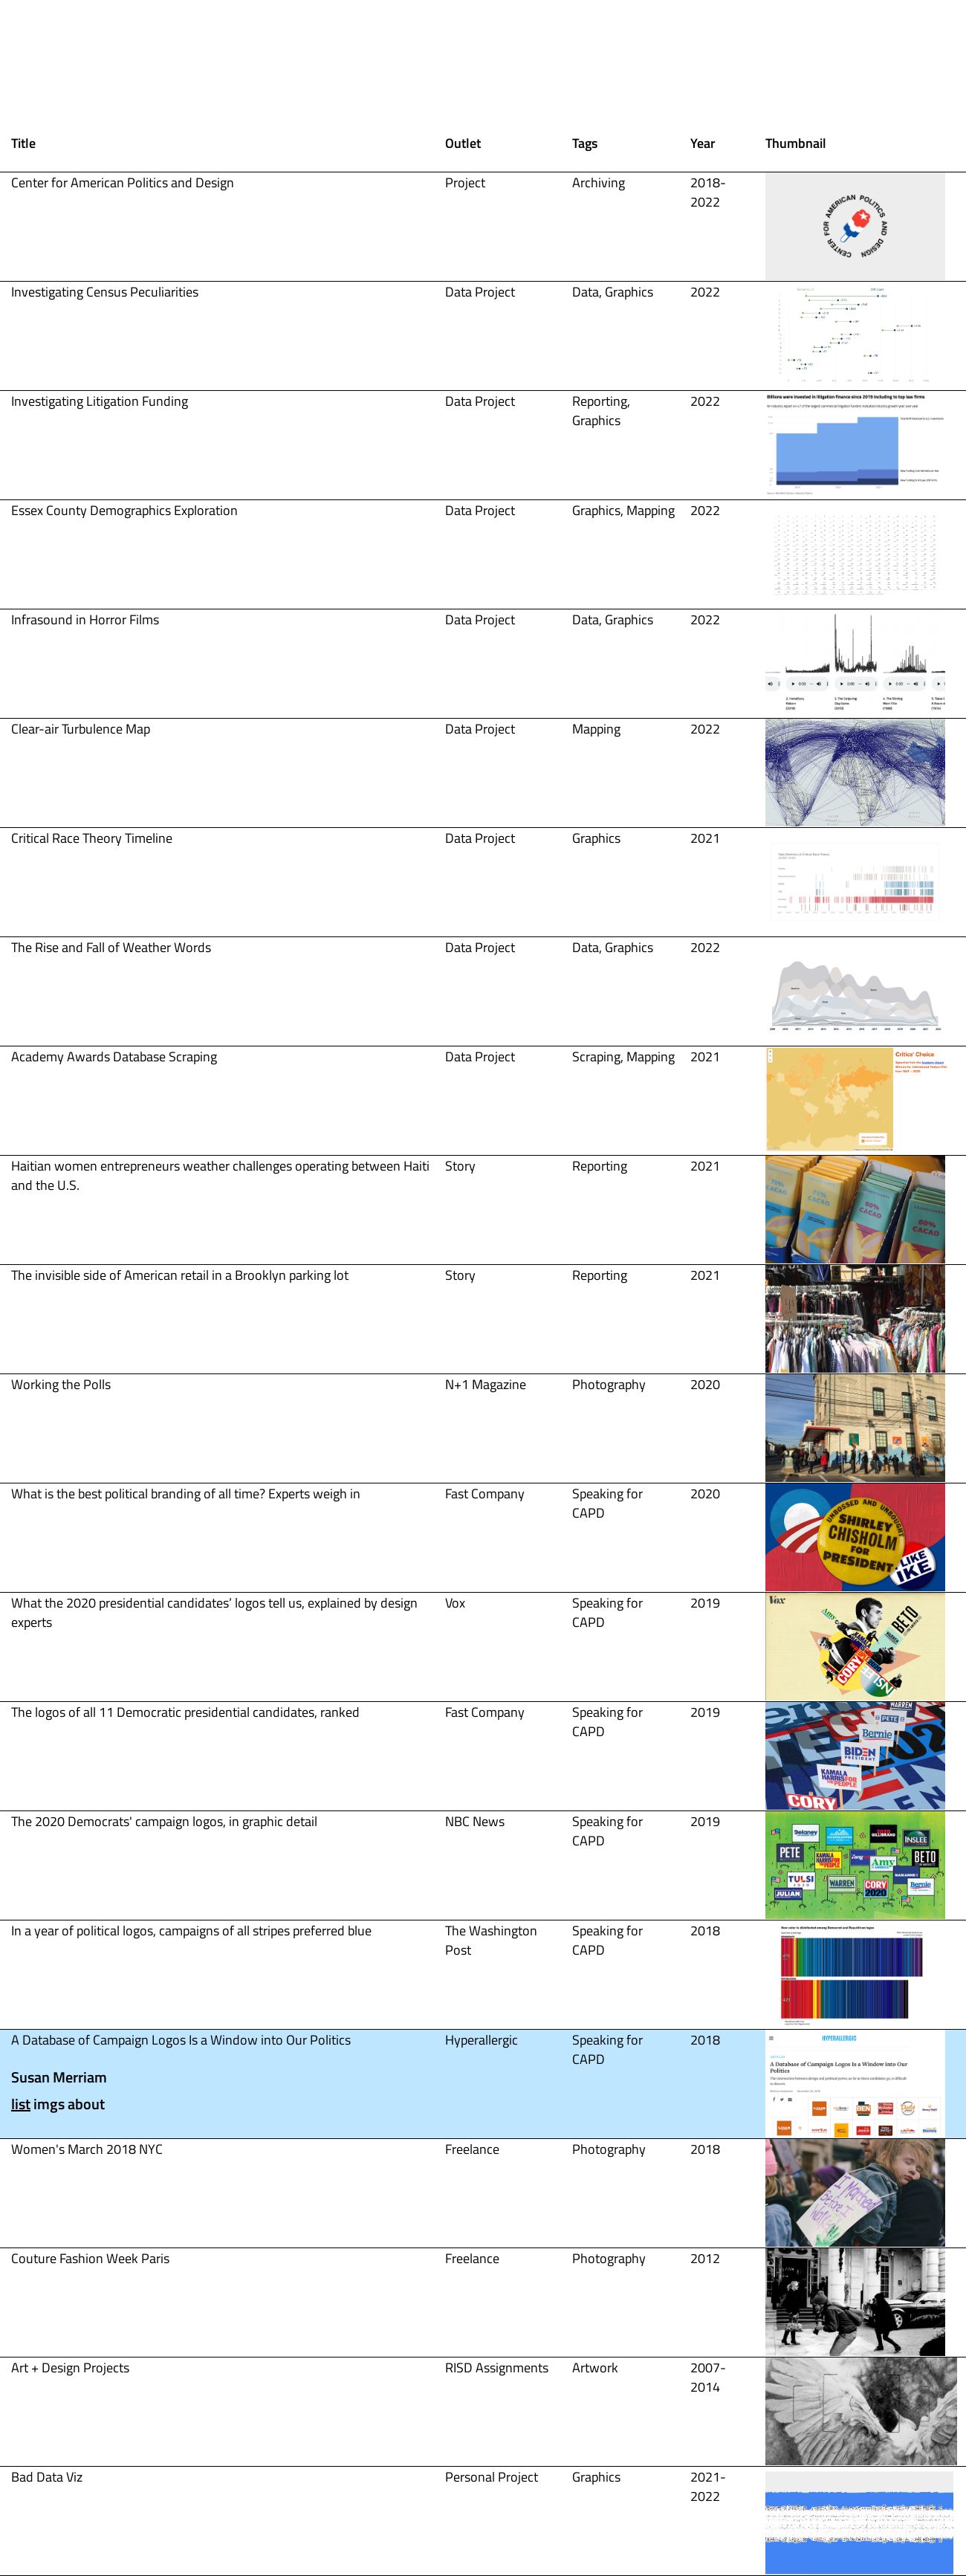 Title Outlet Tags Year Thumbnail
Center for American Politics and Design Project Archiving 2018-
2022
CENTER FOR AMERICAN POLITICS AND DESIGN
Investigating Census Peculiarities Data Project Data, Graphics 2022
Investigating Litigation Funding Data Project Reporting, 2022
Graphics
Billions were invested in litigation finance since 2019 including to top law firms
Essex County Demographics Exploration Data Project Graphics, Mapping 2022
Infrasound in Horror Films Data Project Data, Graphics 2022
0:00 0:00 0:00
Clear-air Turbulence Map Data Project Mapping 2022
Critical Race Theory Timeline Data Project Graphics 2021
The Rise and Fall of Weather Words Data Project Data, Graphics 2022
Academy Awards Database Scraping Data Project Scraping, Mapping 2021
Critics' Choice
Haitian women entrepreneurs weather challenges operating between Haiti Story Reporting 2021
and the U.S.
72% CACAO
72% CACAO
60% CACAO
60% CACAO
The invisible side of American retail in a Brooklyn parking lot Story Reporting 2021
Working the Polls N+1 Magazine Photography 2020
What is the best political branding of all time? Experts weigh in Fast Company Speaking for 2020
CAPD
UNBOSSED AND UNBOUGHT
SHIRLEY
CHISHOLM
FOR
PRESIDENT
I LIKE
IKE
What the 2020 presidential candidates’ logos tell us, explained by design Vox Speaking for 2019
experts CAPD
Vox
Amy
BETO
CORY
INSLEE
The logos of all 11 Democratic presidential candidates, ranked Fast Company Speaking for 2019
CAPD
WARREN
PETE
Bernie
BIDEN
PRESIDENT
KAMALA
HARRIS FOR
THE PEOPLE
CORY
The 2020 Democrats' campaign logos, in graphic detail NBC News Speaking for 2019
CAPD
Delaney
GILLIBRAND
INSLEE
PETE
KAMALA
HARRIS FOR
THE PEOPLE
Amy
BETO
TULSI
WARREN
CORY
2020
MARIANNE
Bernie
JULIAN
In a year of political logos, campaigns of all stripes preferred blue The Washington Speaking for 2018
Post CAPD
A Database of Campaign Logos Is a Window into Our Politics Hyperallergic Speaking for 2018
CAPD
Susan Merriam
list imgs about
HYPERALLERGIC
A Database of Campaign Logos Is a Window into Our
Politics
Women's March 2018 NYC Freelance Photography 2018
I Marched
Before I
Couture Fashion Week Paris Freelance Photography 2012
Art + Design Projects RISD Assignments Artwork 2007-
2014
Bad Data Viz Personal Project Graphics 2021-
2022